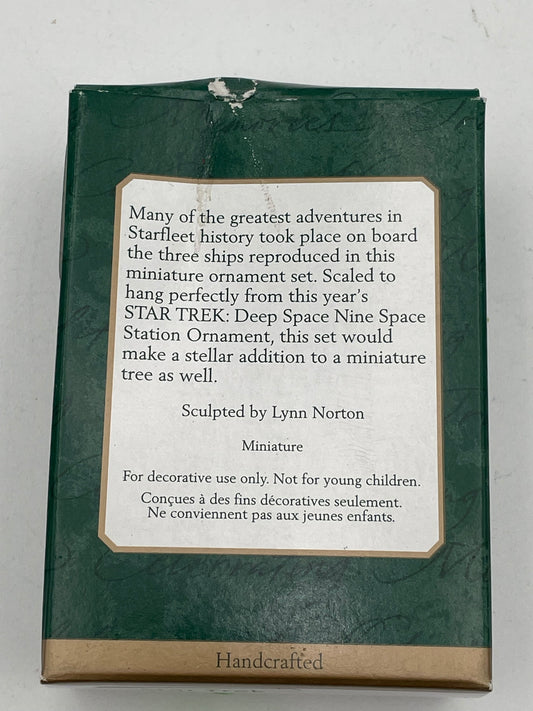 Many of the greatest adventures in
Starfleet history took place on board
the three ships reproduced in this
miniature ornament set. Scaled to
hang perfectly from this year's
STAR TREK: Deep Space Nine Space
Station Ornament, this set would
make a stellar addition to a miniature
tree as well.
Sculpted by Lynn Norton
Miniature
For decorative use only. Not for young children.
Conçues à des fins décoratives seulement.
Ne conviennent pas aux jeunes enfants.
Handcrafted